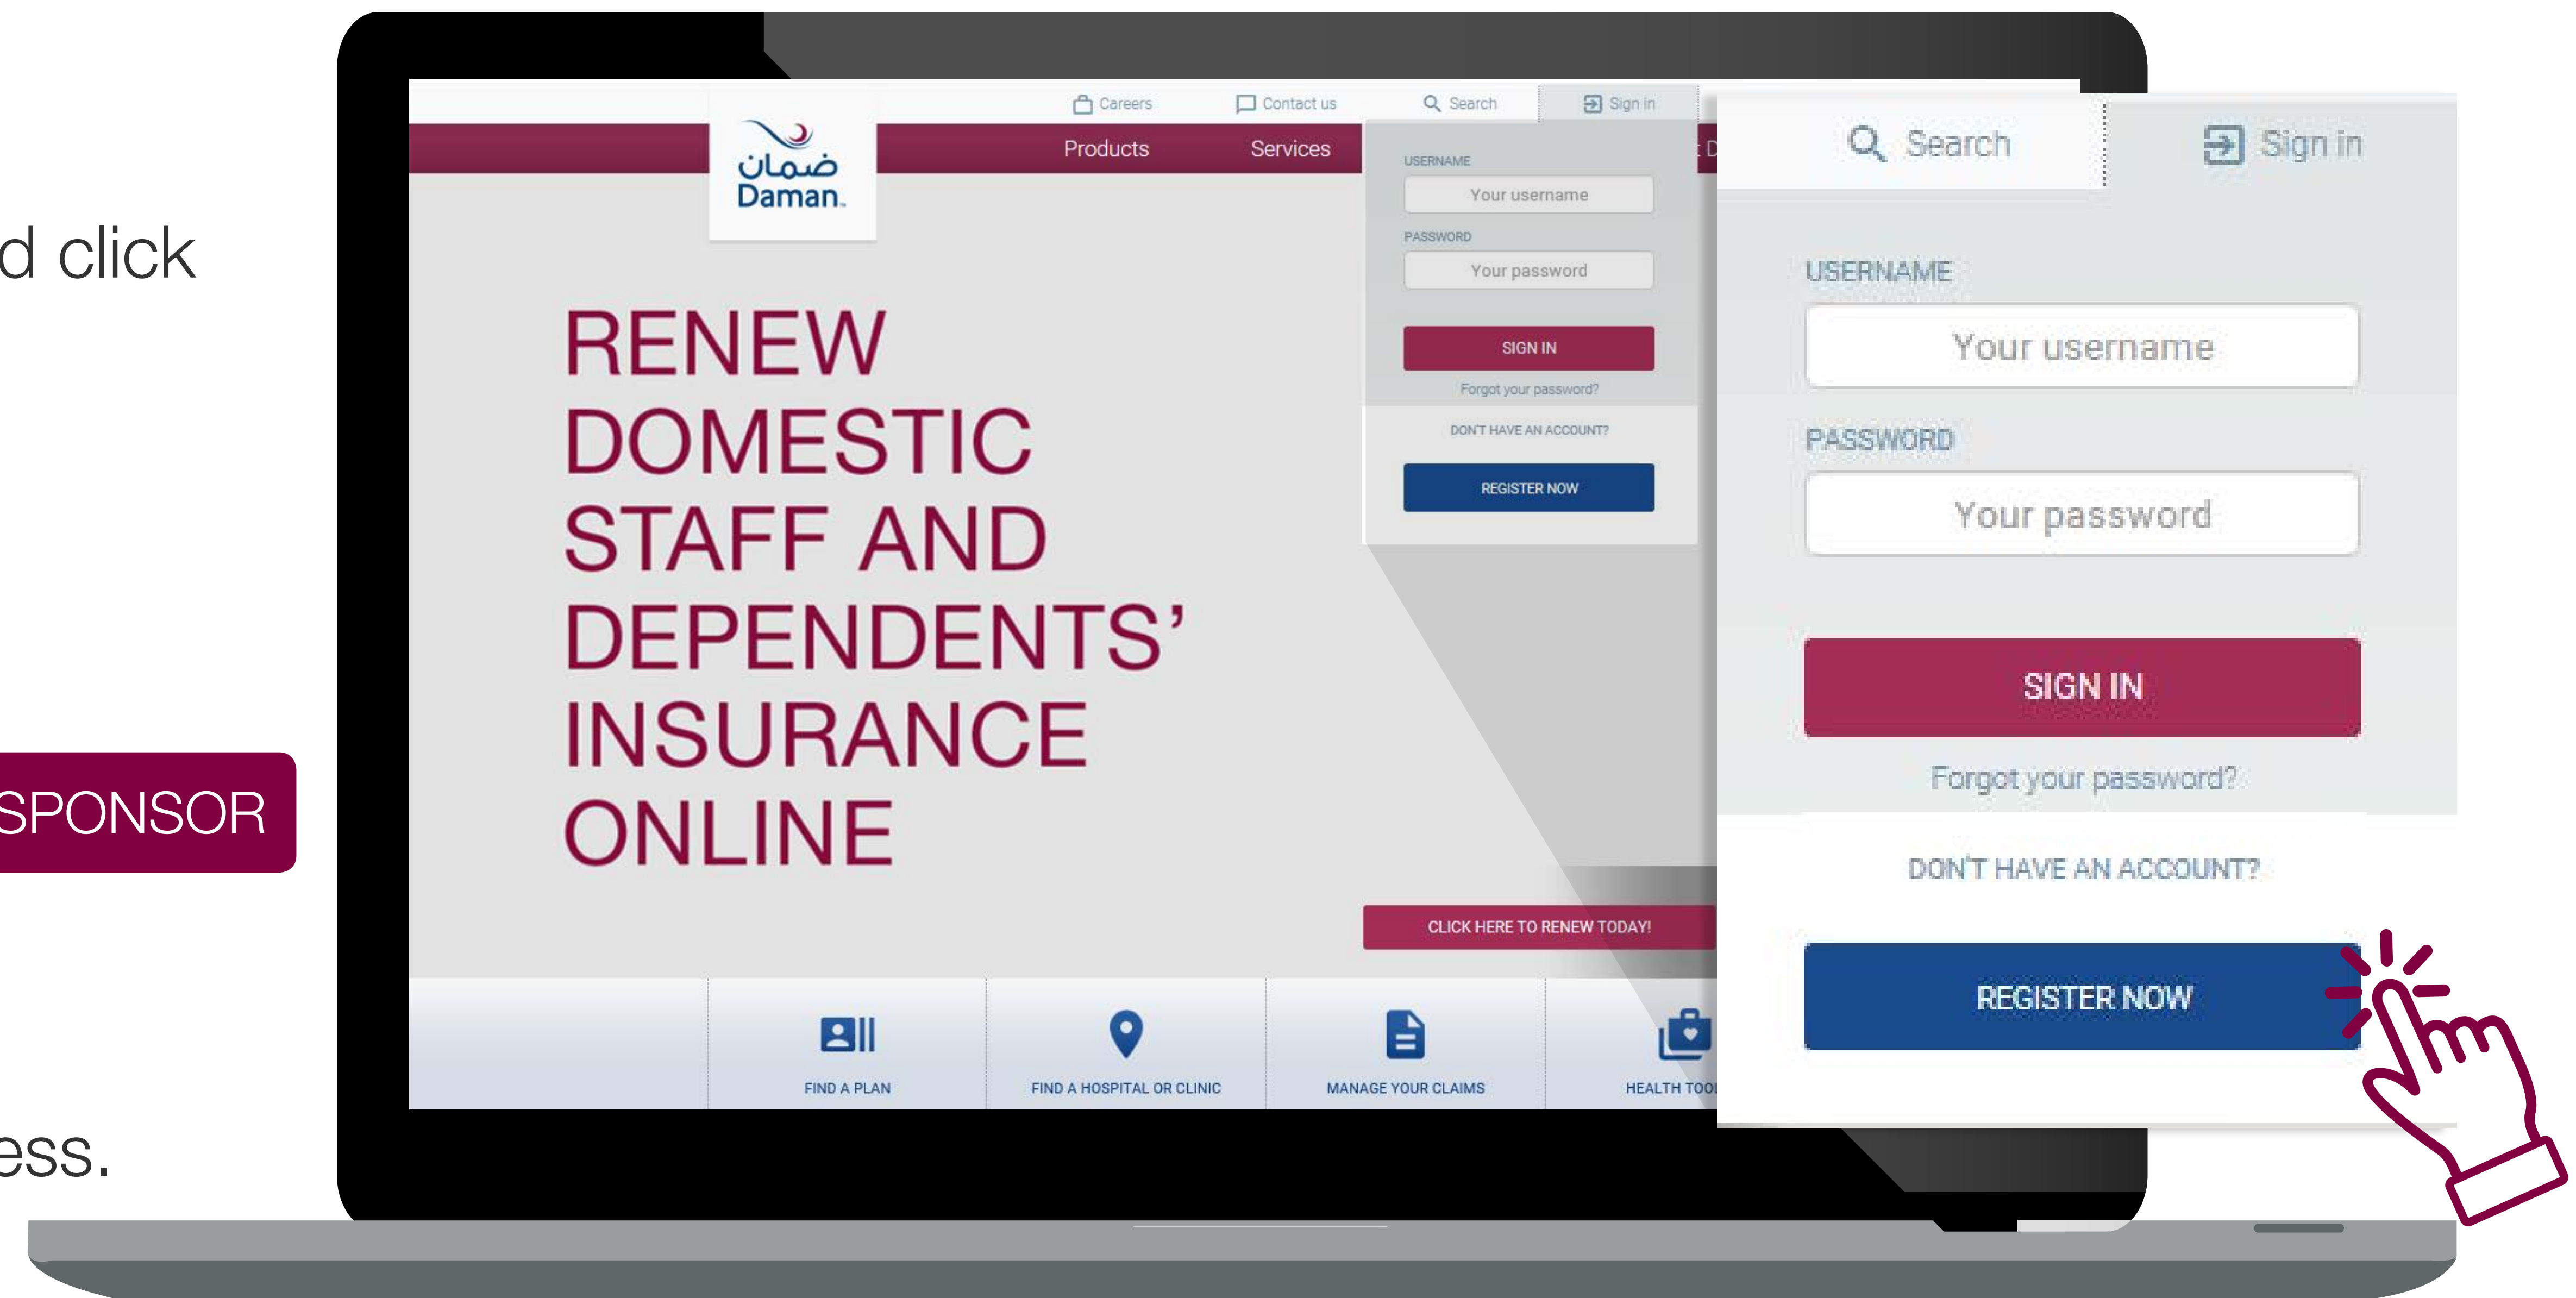 d click
SPONSOR
ess.
Careers
Contact us
Search
Sign in
ضمان
Daman
Products
Services
RENEW
DOMESTIC
STAFF AND
DEPENDENTS'
INSURANCE
ONLINE
USERNAME
Your username
PASSWORD
Your password
SIGN IN
Forgot your password?
DON'T HAVE AN ACCOUNT?
REGISTER NOW
CLICK HERE TO RENEW TODAY!
FIND A PLAN
FIND A HOSPITAL OR CLINIC
MANAGE YOUR CLAIMS
HEALTH
Search
Sign in
USERNAME
Your username
PASSWORD
Your password
SIGN IN
Forgot your password?
DON'T HAVE AN ACCOUNT?
REGISTER NOW